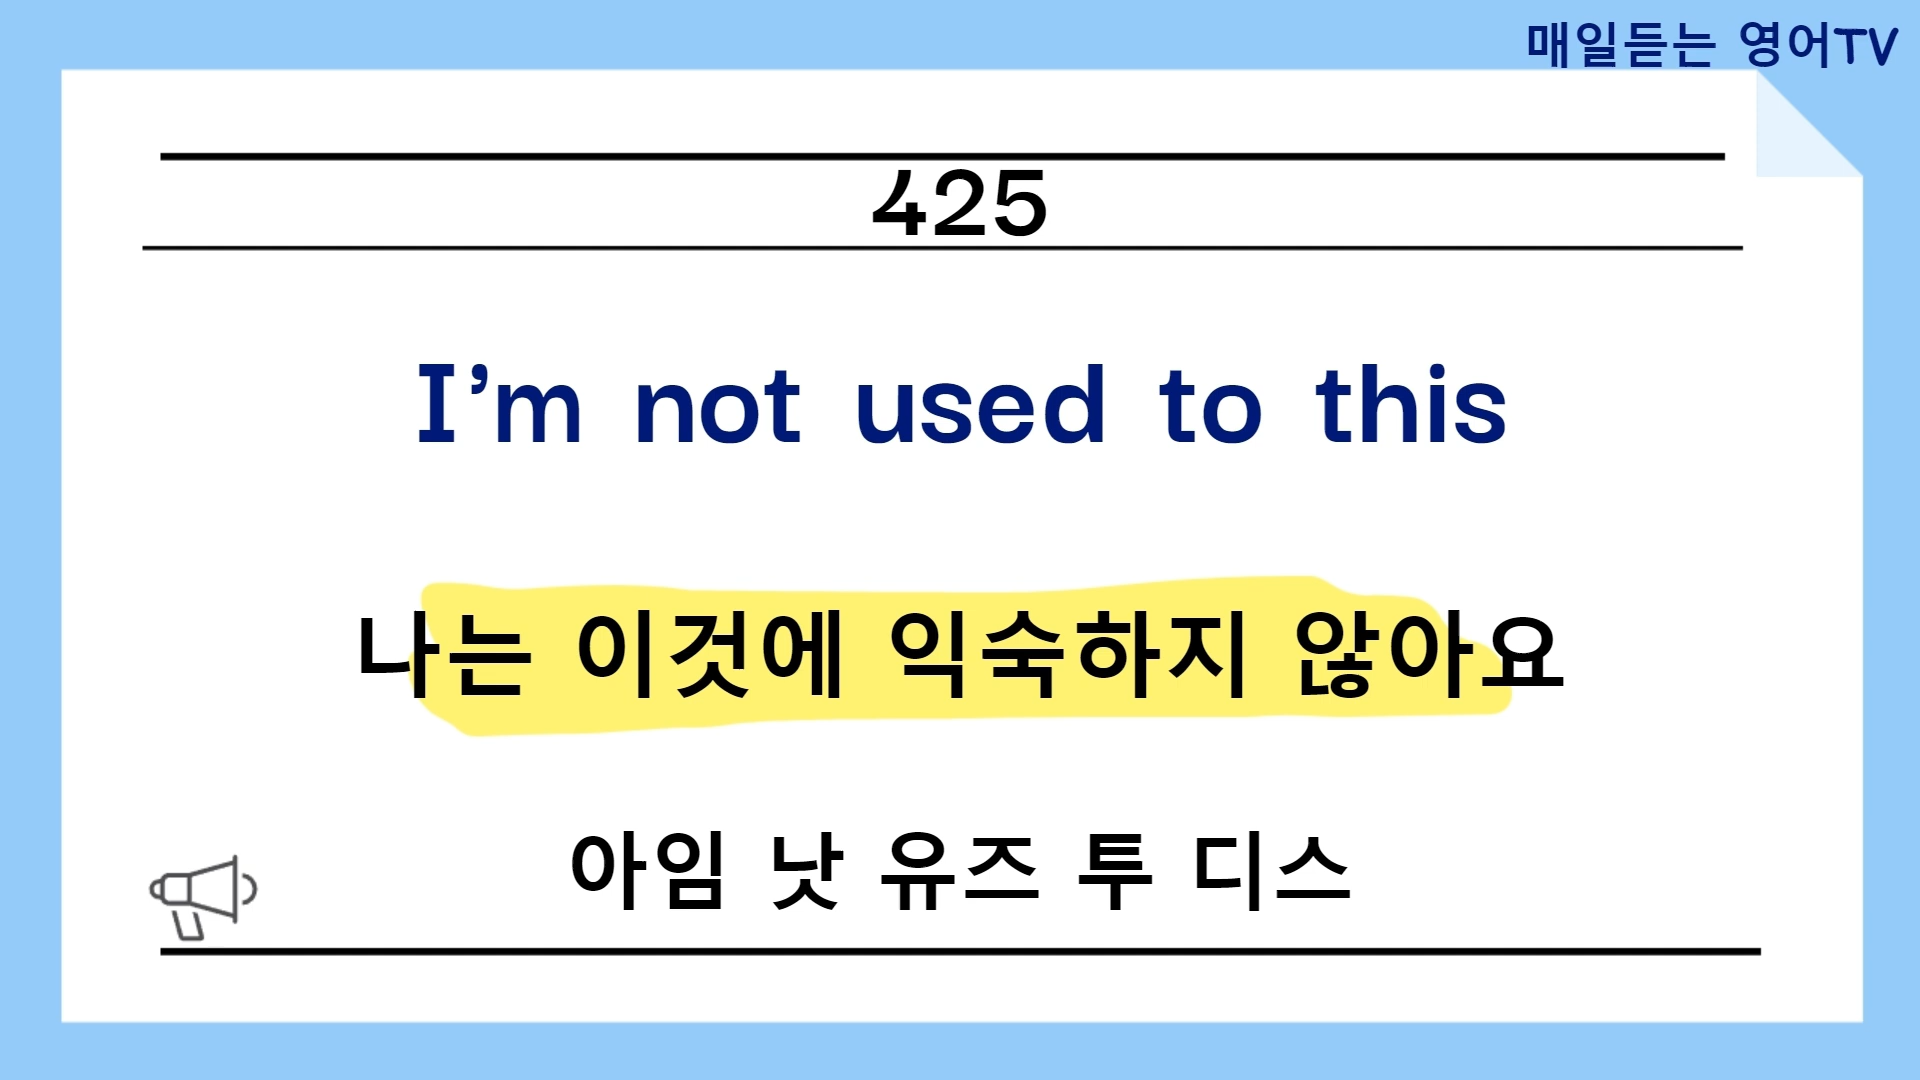 매일듣는 영어TV
425
I’m not used to this
나는 이것에 익숙하지 않아요
아임 낫 유즈 투 디스